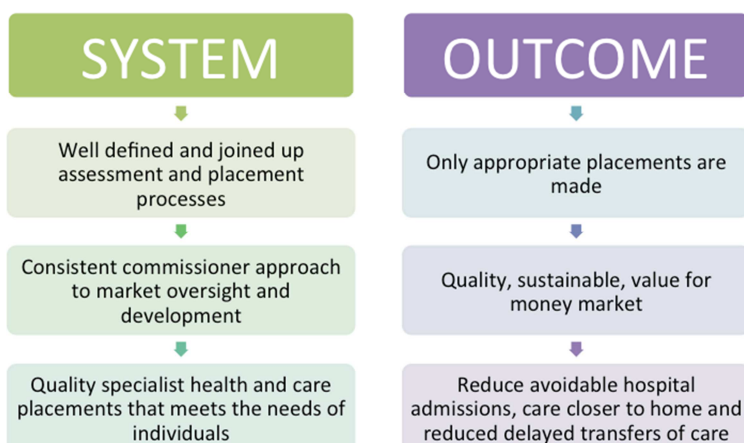 SYSTEM
Well defined and joined up
assessment and placement
processes
Consistent commissioner approach
to market oversight and
development
Quality specialist health and care
placements that meets the needs of
individuals
OUTCOME
Only appropriate placements are
made
Quality, sustainable, value for
money market
Reduce avoidable hospital
admissions, care closer to home and
reduced delayed transfers of care